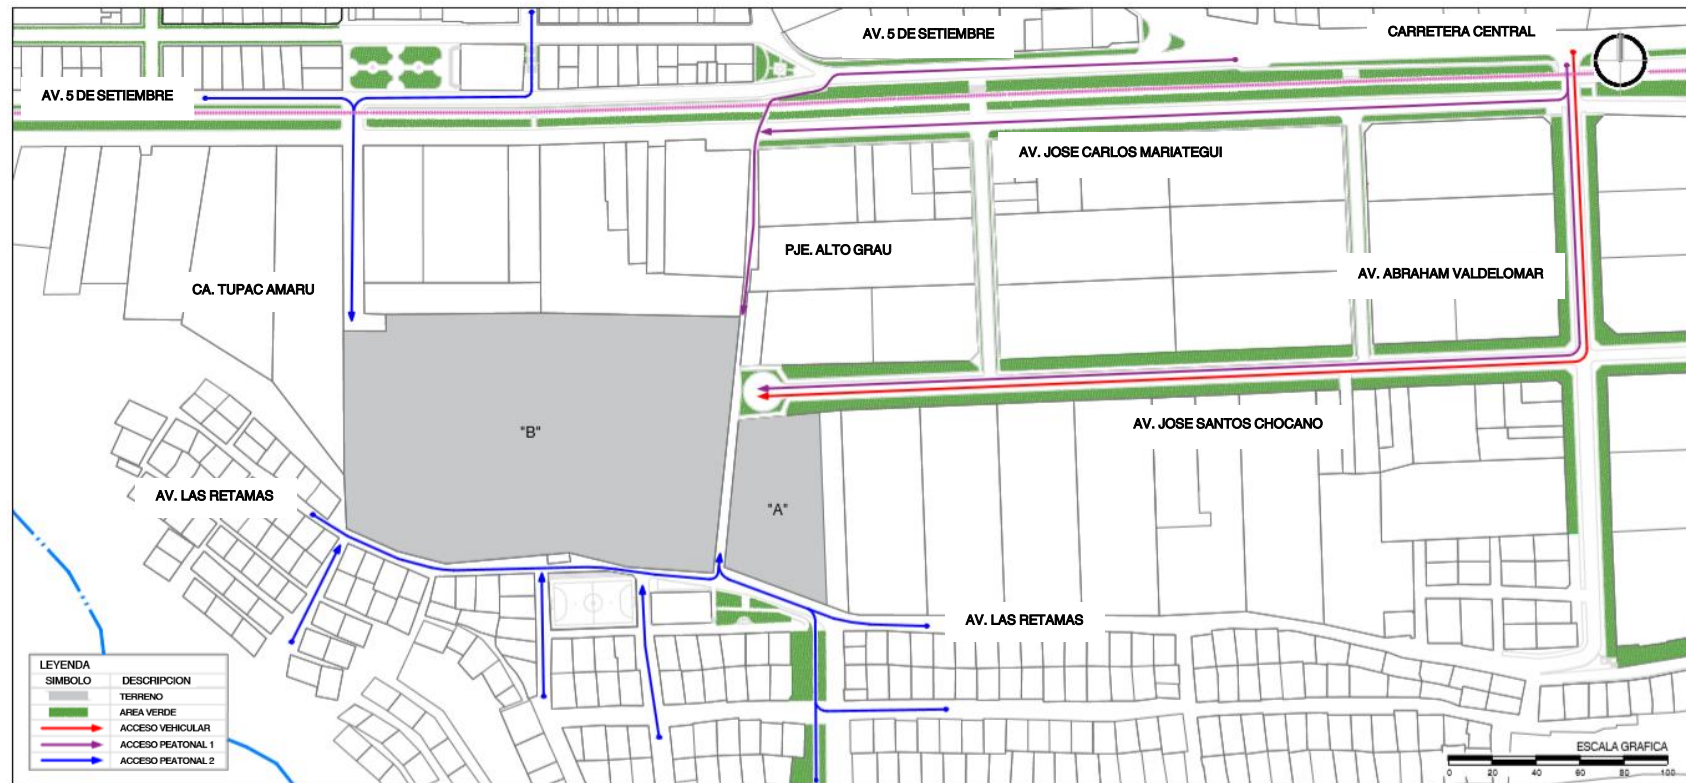 AV. 5 DE SETIEMBRE
CARRETERA CENTRAL
AV. 5 DE SETIEMBRE
AV. JOSE CARLOS MARIATEGUI
PJE. ALTO GRAU
AV. ABRAHAM VALDELOMAR
CA. TUPAC AMARU
AV. JOSE SANTOS CHOCANO
"B"
AV. LAS RETAMAS
"A"
AV. LAS RETAMAS
LEYENDA
SIMBOLO DESCRIPCION
TERRENO
AREA VERDE
ACCESO VEHICULAR
ACCESO PEATONAL 1
ACCESO PEATONAL 2
ESCALA GRAFICA
0 20 40 60 80 100